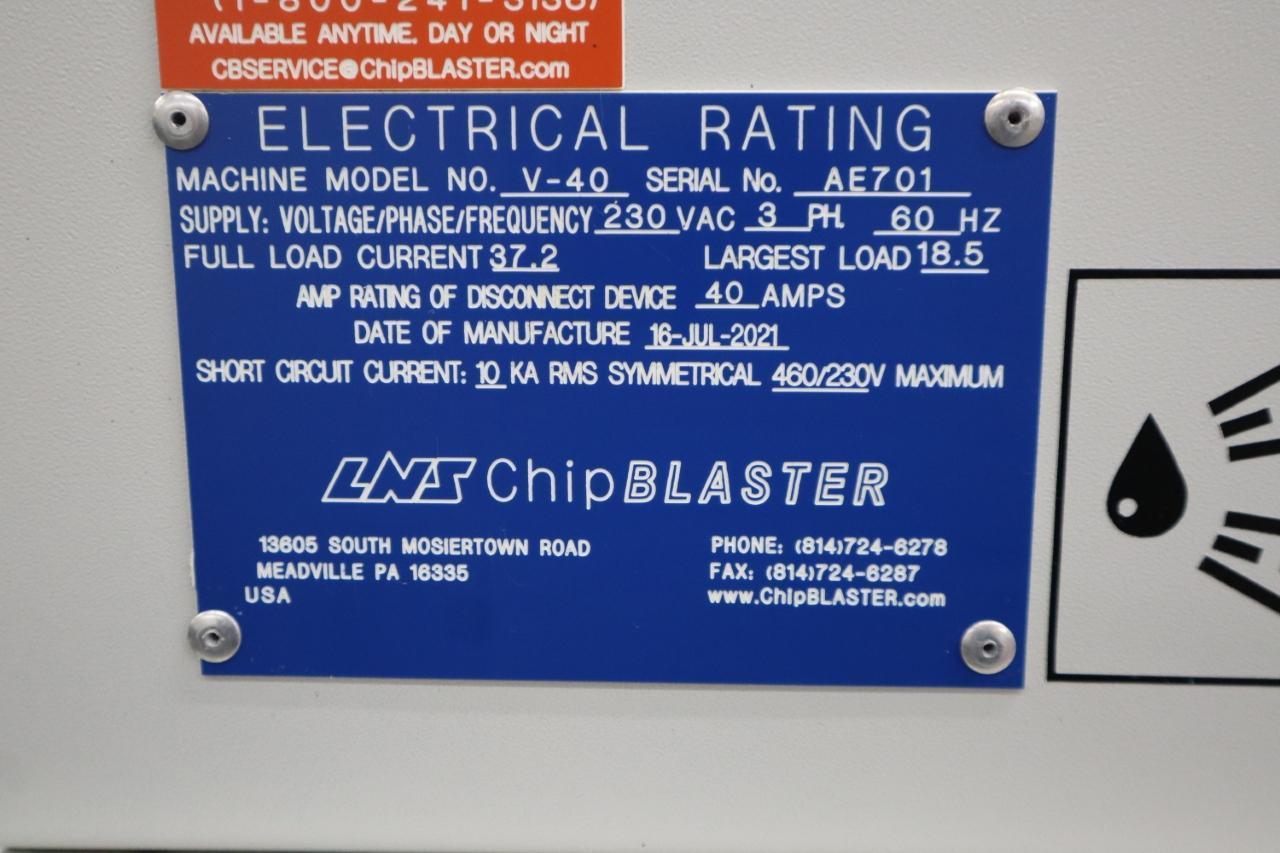 (1-800-241-3136)
AVAILABLE ANYTIME. DAY OR NIGHT
CBSERVICE@ChipBLASTER.com
ELECTRICAL RATING
MACHINE MODEL NO. V-40 SERIAL No. AE701
SUPPLY: VOLTAGE/PHASE/FREQUENCY 230 VAC 3 PH. 60 HZ
FULL LOAD CURRENT 37.2 LARGEST LOAD 18.5
AMP RATING OF DISCONNECT DEVICE 40 AMPS
DATE OF MANUFACTURE 16-JUL-2021
SHORT CIRCUIT CURRENT: 10 KA RMS SYMMETRICAL 460/230V MAXIMUM
LNS ChipBLASTER
13605 SOUTH MOSIERTOWN ROAD
MEADVILLE PA 16335
USA
PHONE: (814)724-6278
FAX: (814)724-6287
www.ChipBLASTER.com